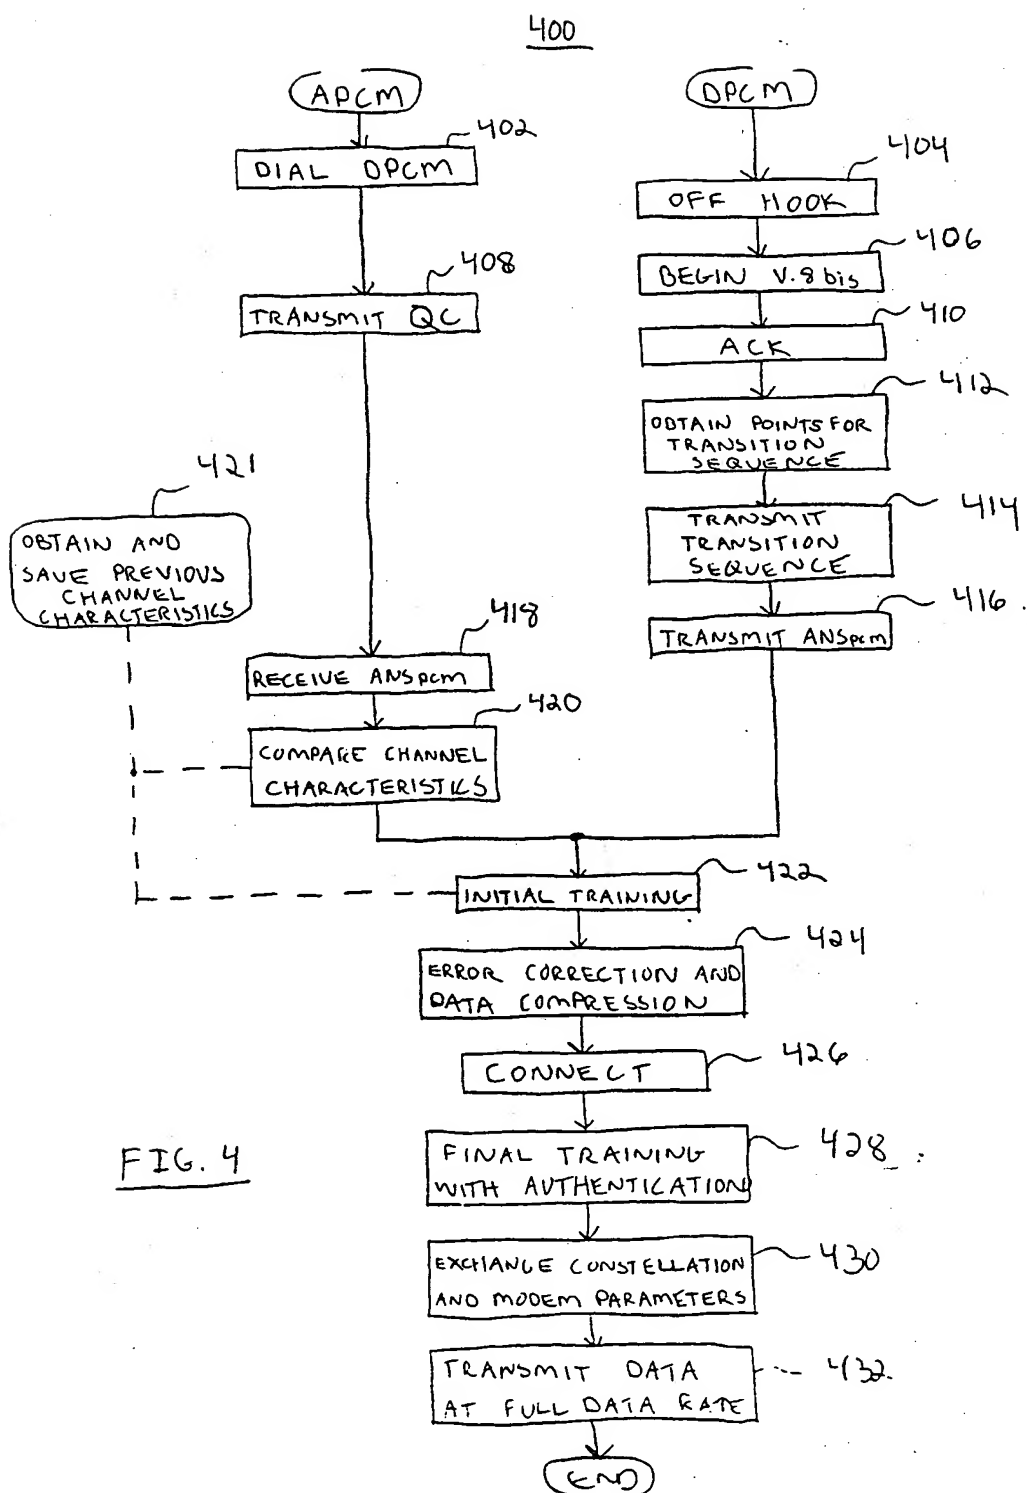 400
APCM
DPCM
402
DIAL DPCM
404
OFF HOOK
406
BEGIN V.8bis
408
TRANSMIT QC
410
ACK
412
OBTAIN POINTS FOR
TRANSITION
SEQUENCE
421
OBTAIN AND
SAVE PREVIOUS
CHANNEL
CHARACTERISTICS
414
TRANSMIT
TRANSITION
SEQUENCE
416
TRANSMIT ANSpcm
418
RECEIVE ANSpcm
420
COMPARE CHANNEL
CHARACTERISTICS
422
INITIAL TRAINING
424
ERROR CORRECTION AND
DATA COMPRESSION
426
CONNECT
428
FINAL TRAINING
WITH AUTHENTICATION
FIG. 4
430
EXCHANGE CONSTELLATION
AND MODEM PARAMETERS
432
TRANSMIT DATA
AT FULL DATA RATE
END